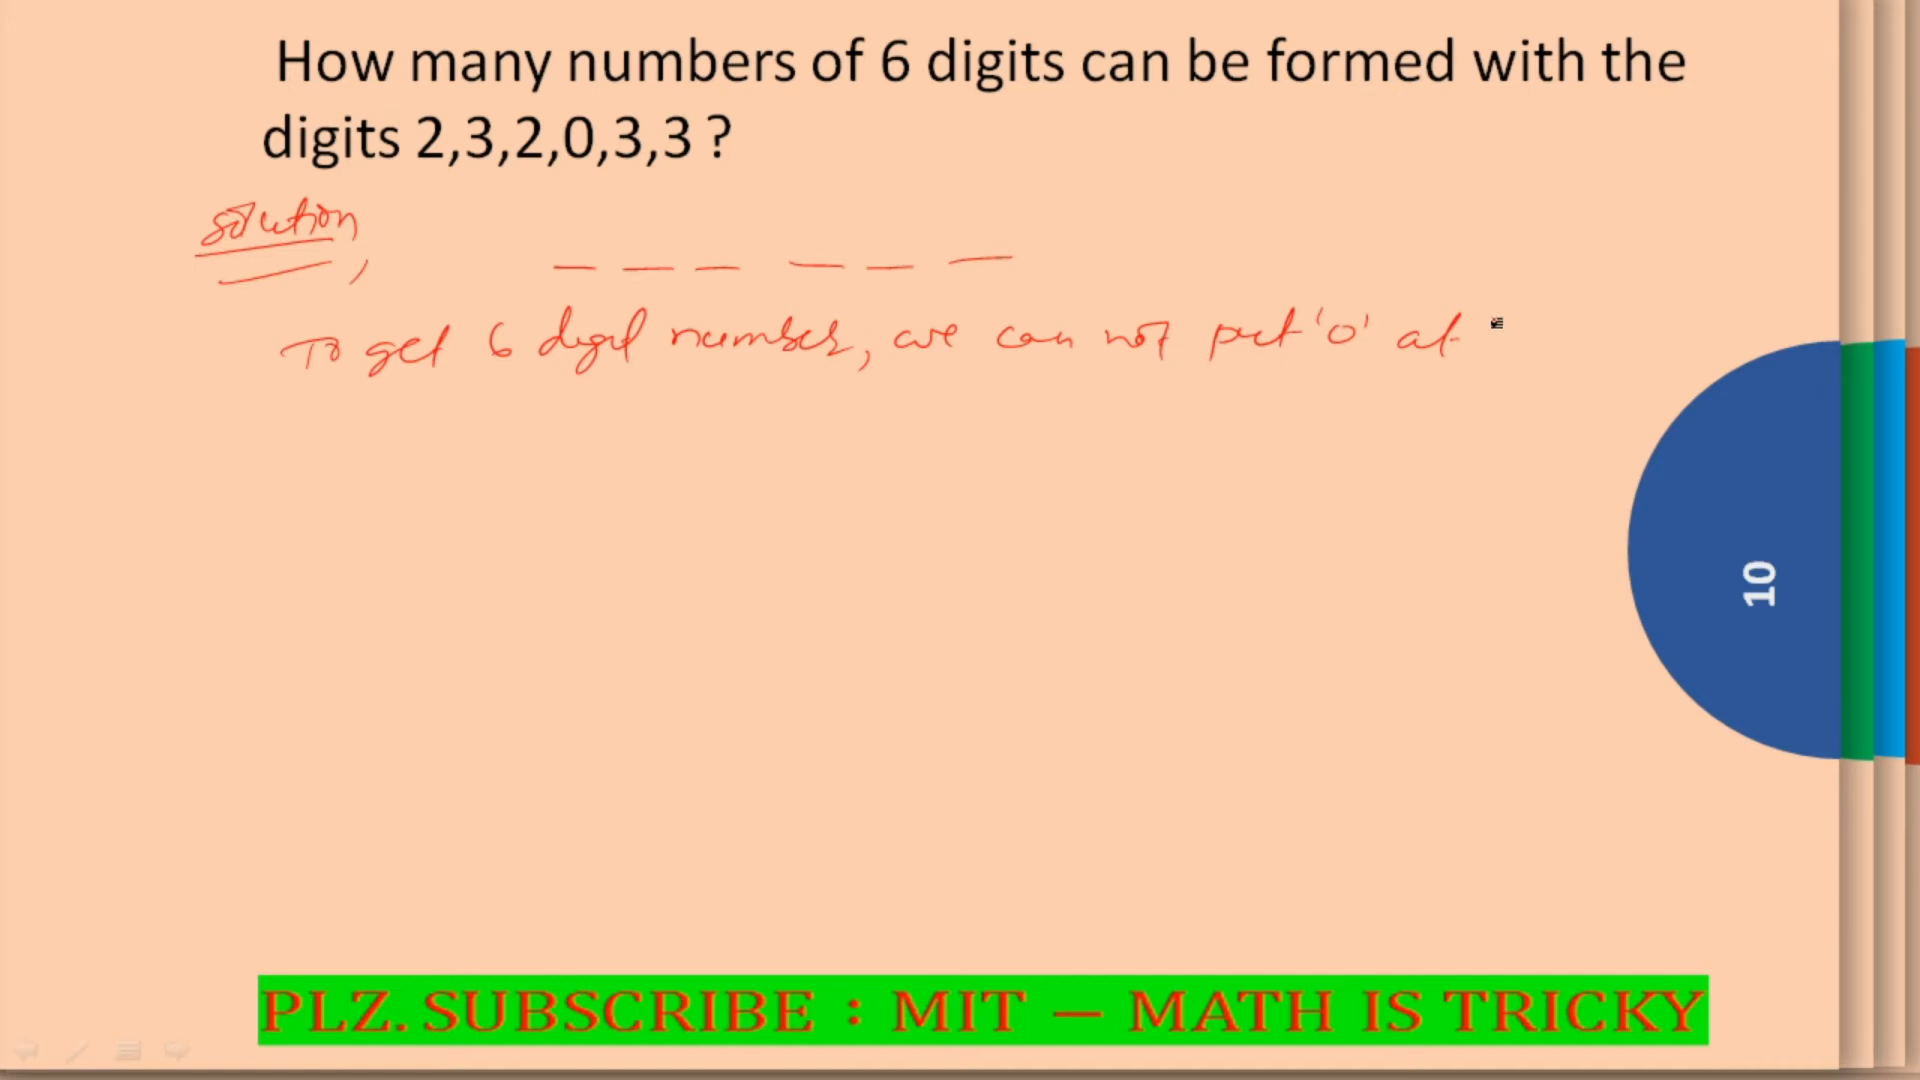 How many numbers of 6 digits can be formed with the
digits 2,3,2,0,3,3 ?
solution,
To get 6 digit number, we can not put '0' at
10
PLZ. SUBSCRIBE : MIT – MATH IS TRICKY